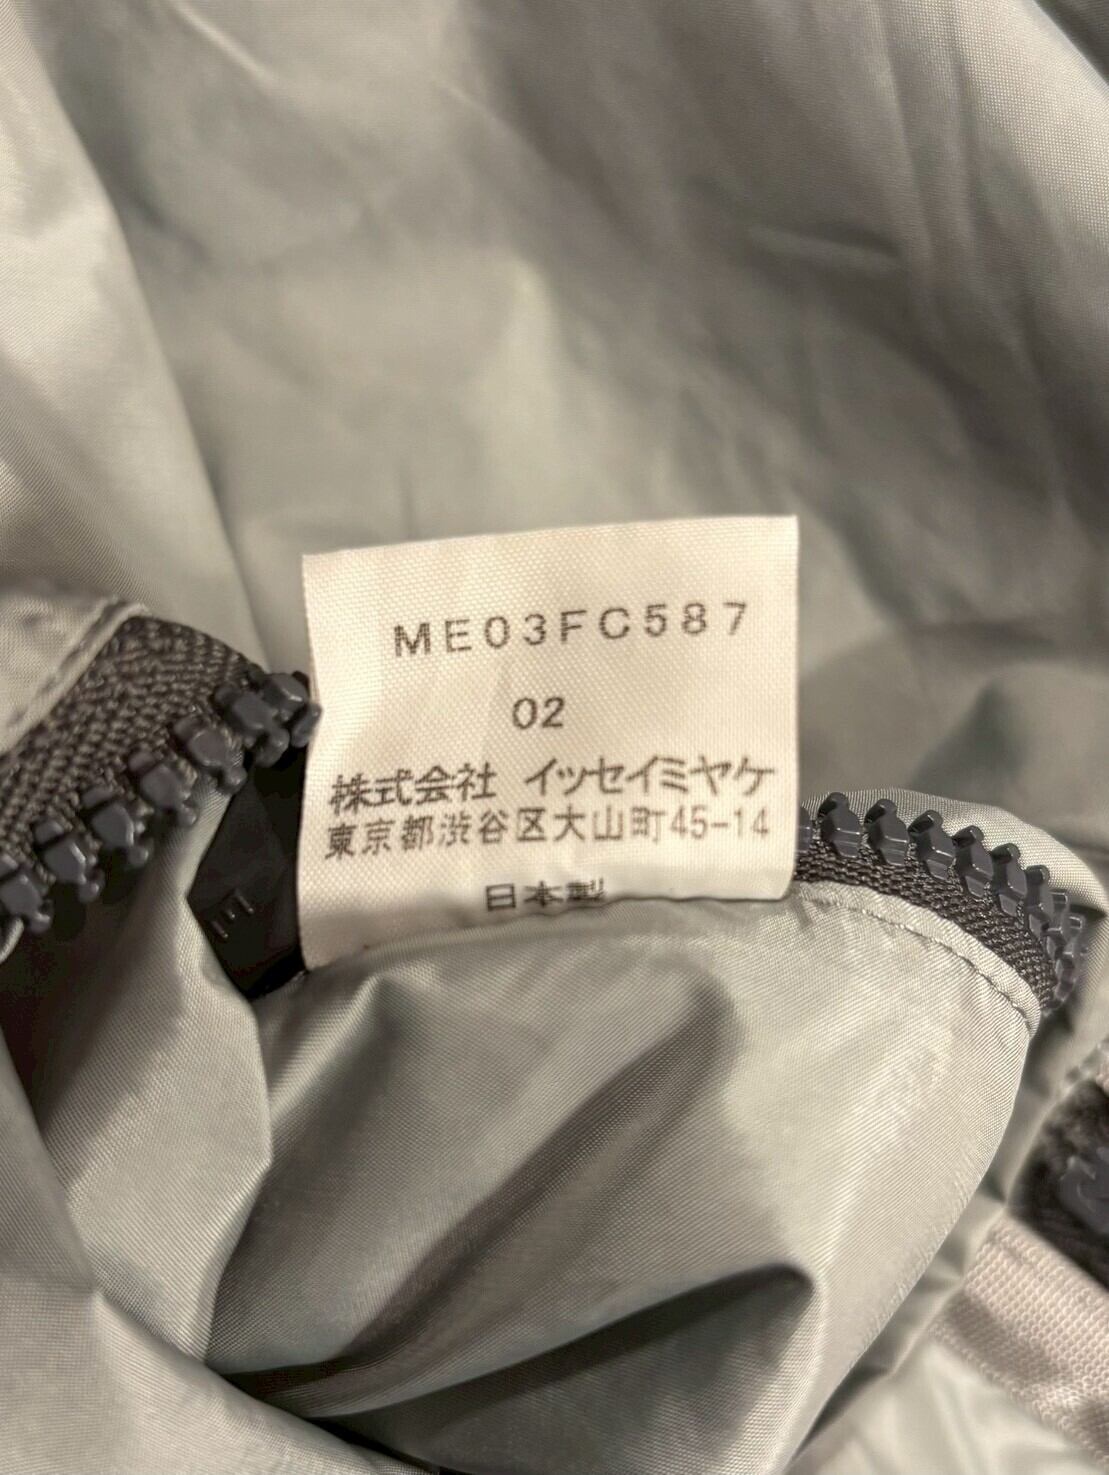 ME03FC587
02
株式会社 イッセイミヤケ
東京都渋谷区大山町45-14
日本製